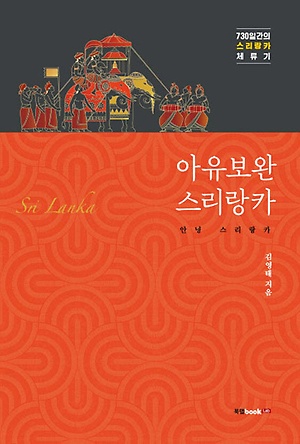 730일간의
스리랑카
체류기
아유보완
스리랑카
Sri Lanka
안녕 스리랑카
김영태 지음
북랩book Lab